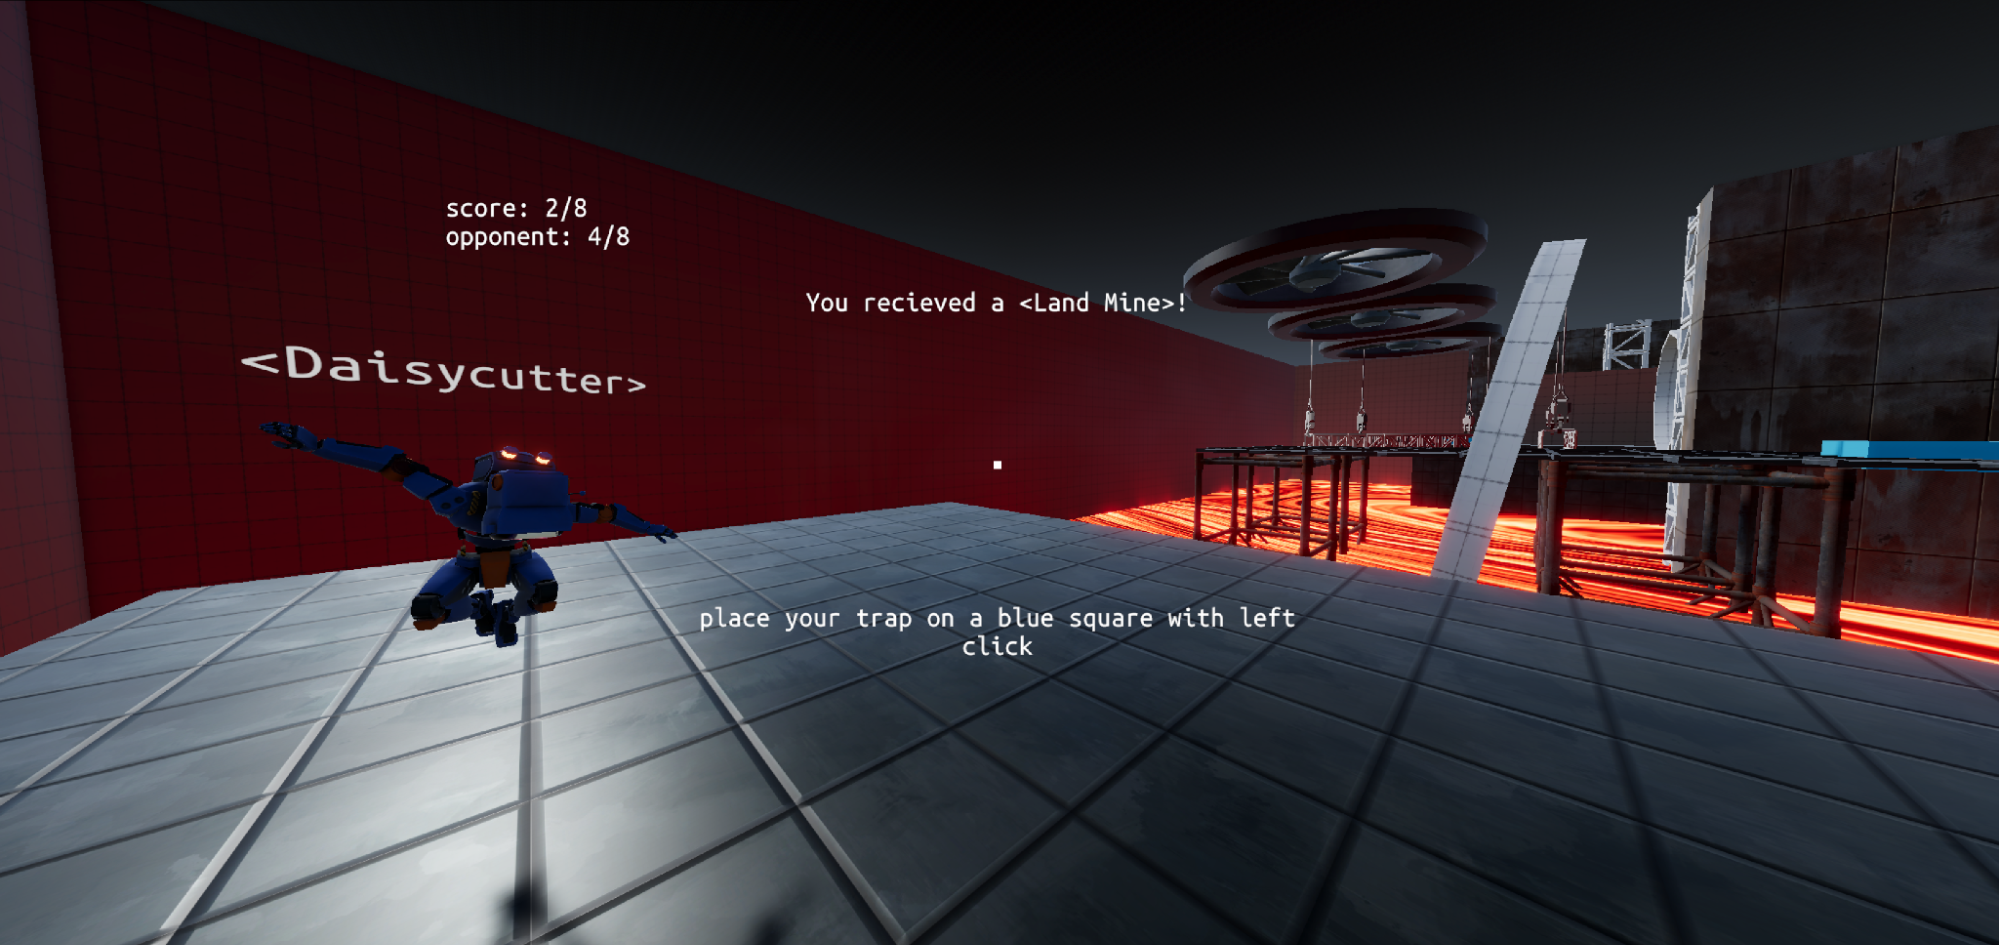 score: 2/8
opponent: 4/8
You recieved a <Land Mine>!
<Daisycutter>
place your trap on a blue square with left
click